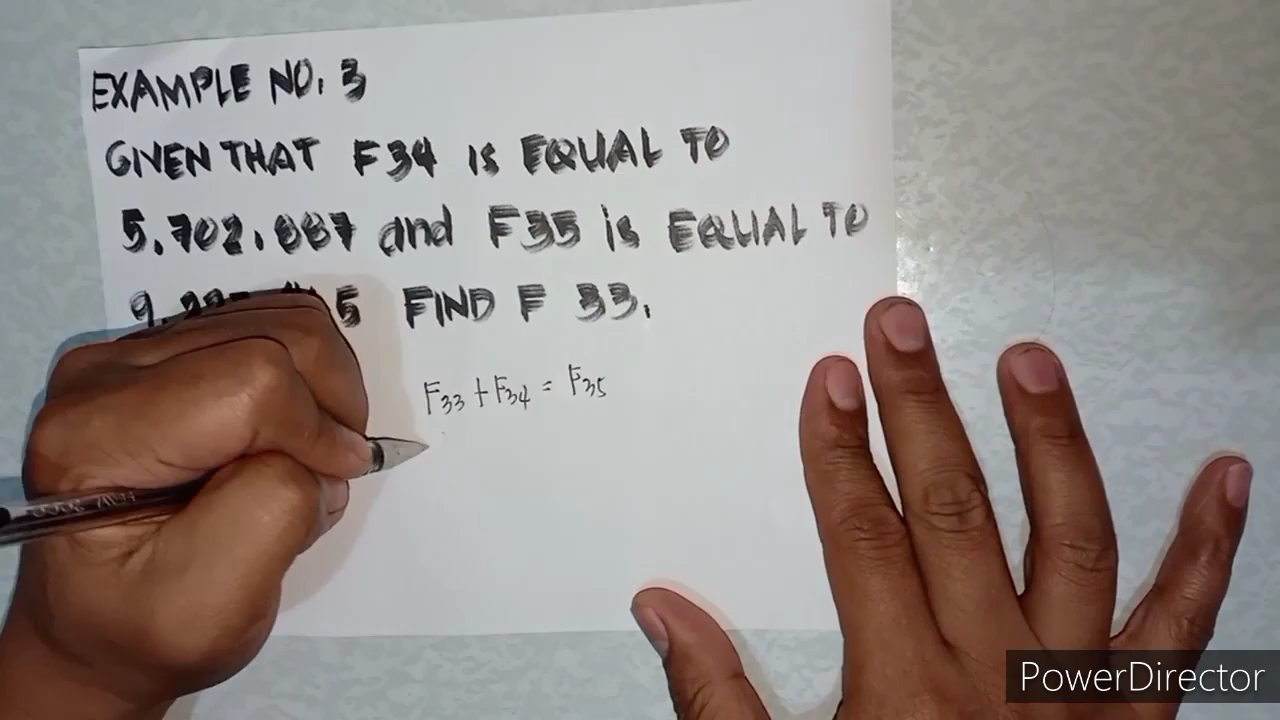 EXAMPLE NO. 3
GIVEN THAT F34 IS EQUAL TO
5.702.887 and F35 is EQUAL TO
5 FIND F 33.
F33 + F34 = F35
PowerDirector